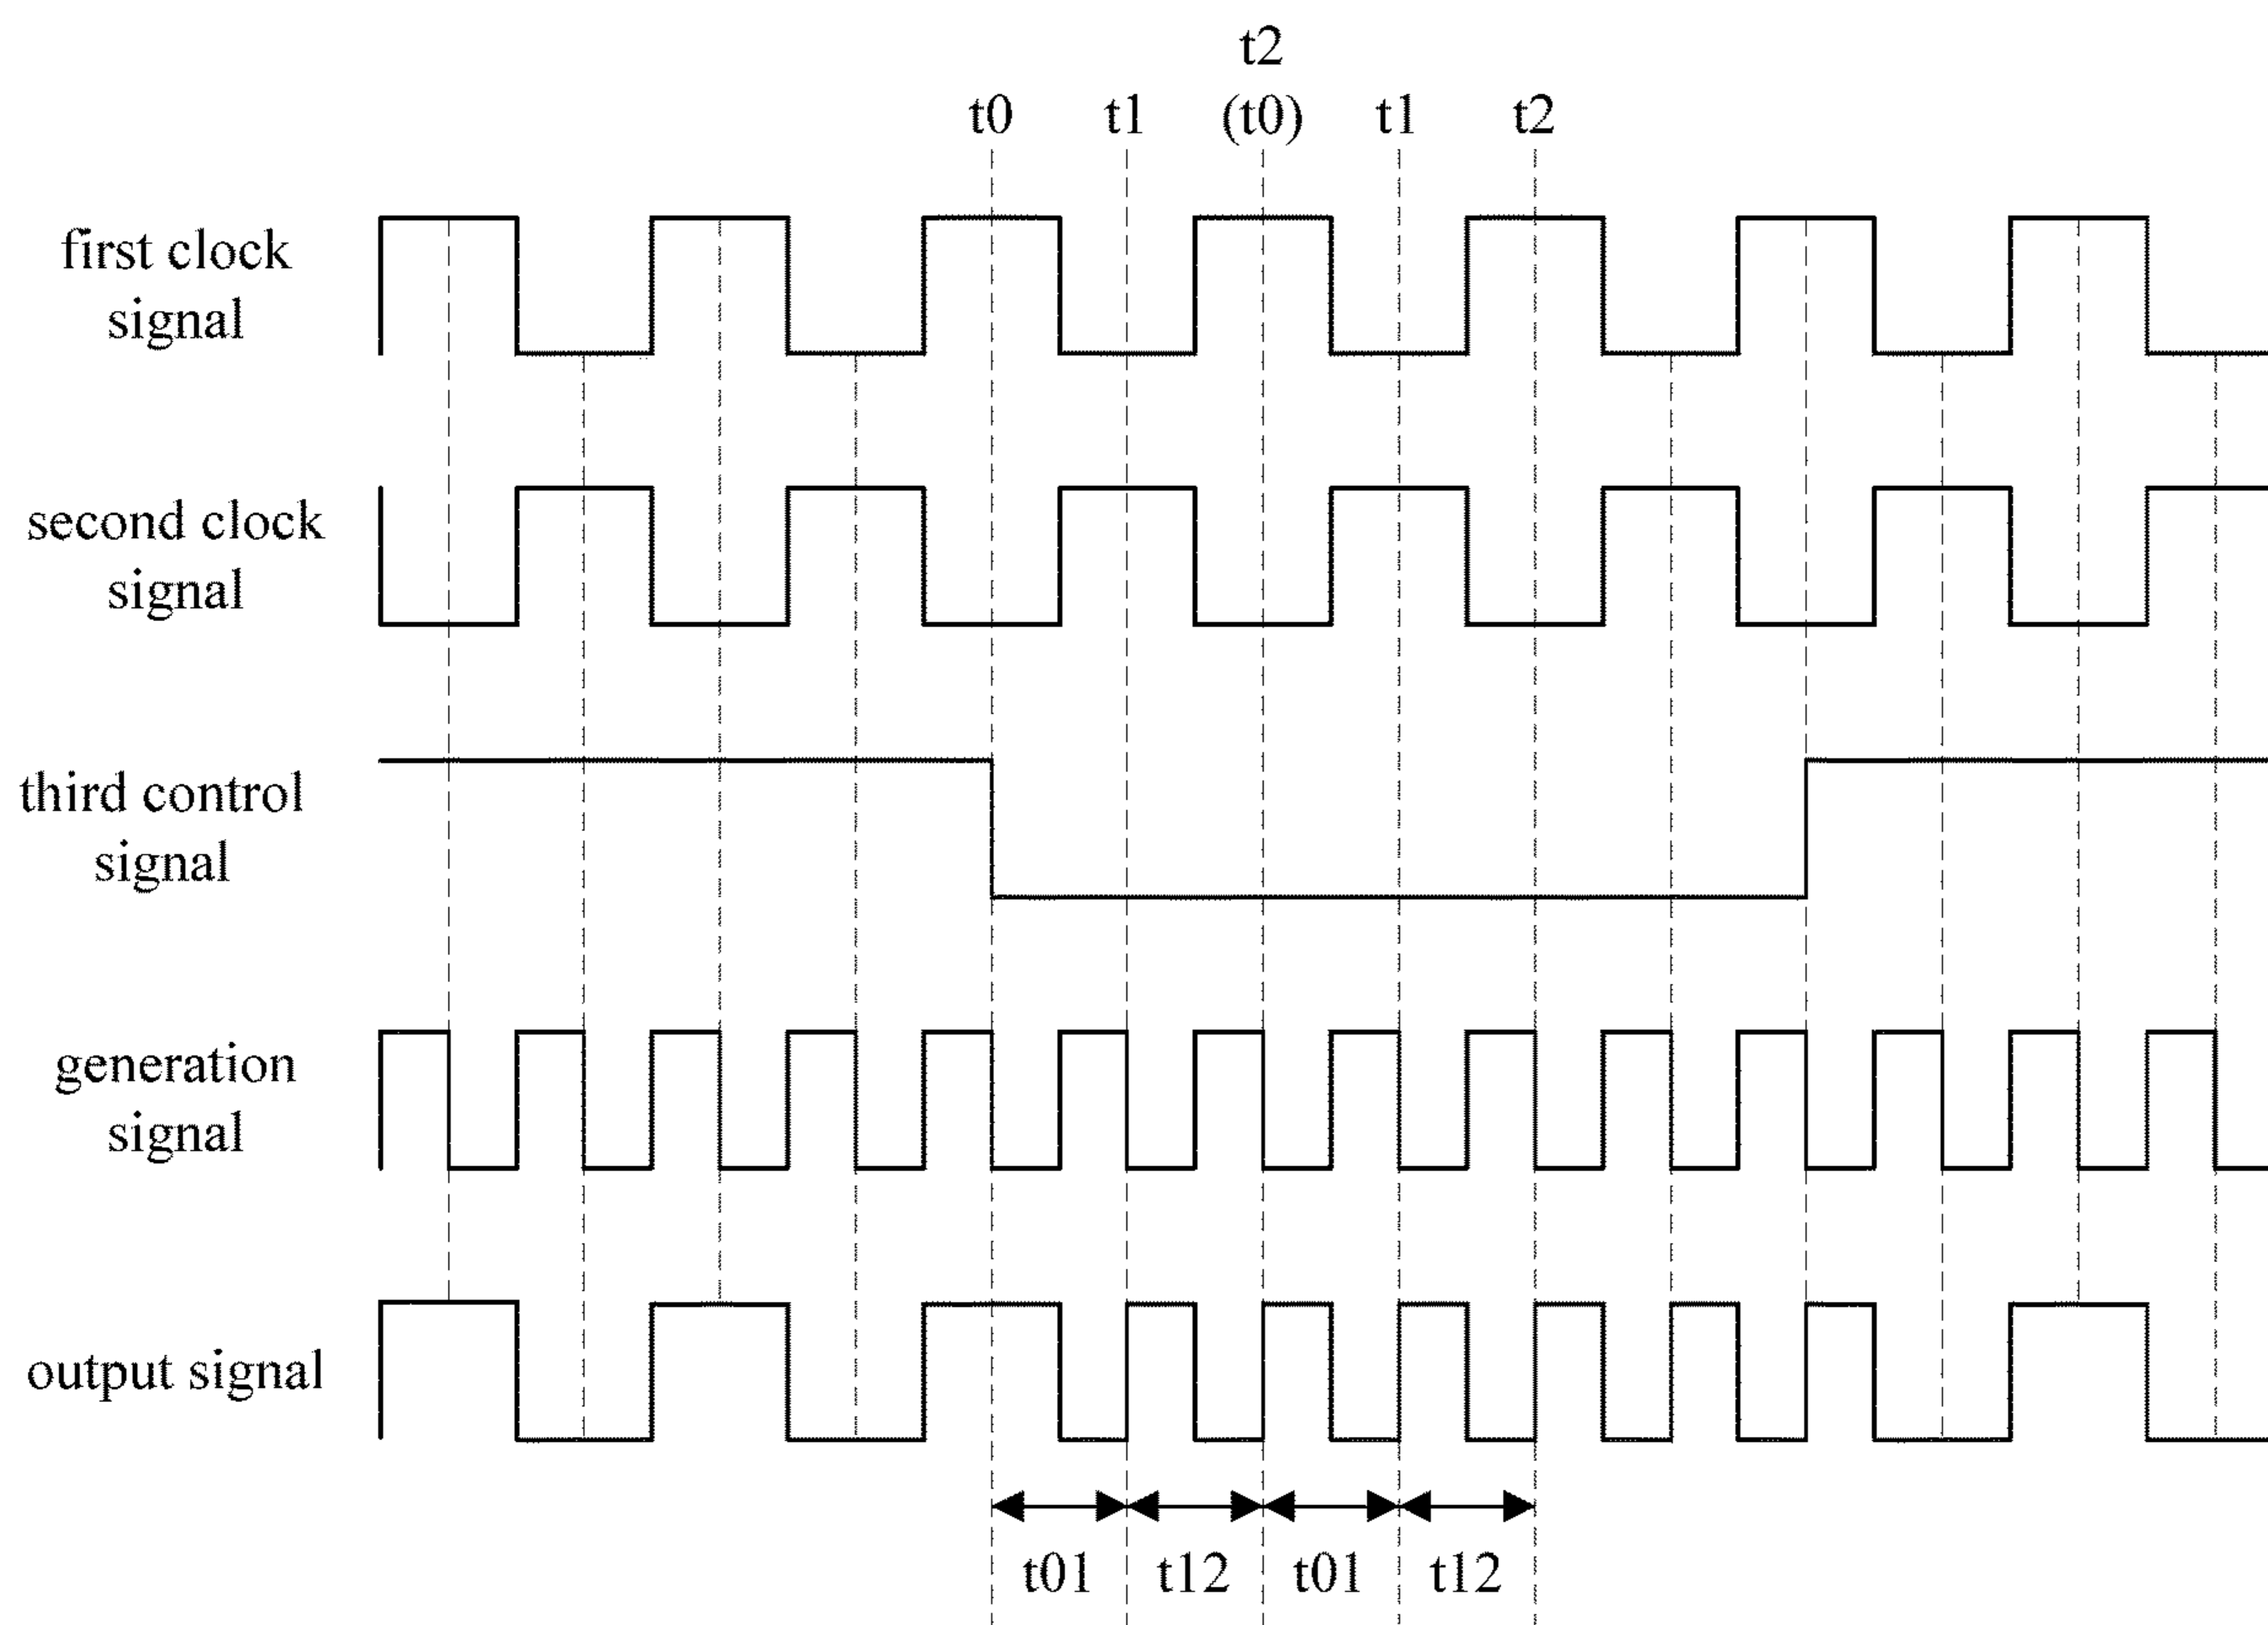 t2
t0 t1 (t0) t1 t2
first clock
signal
second clock
signal
third control
signal
generation
signal
output signal
t01 t12 t01 t12